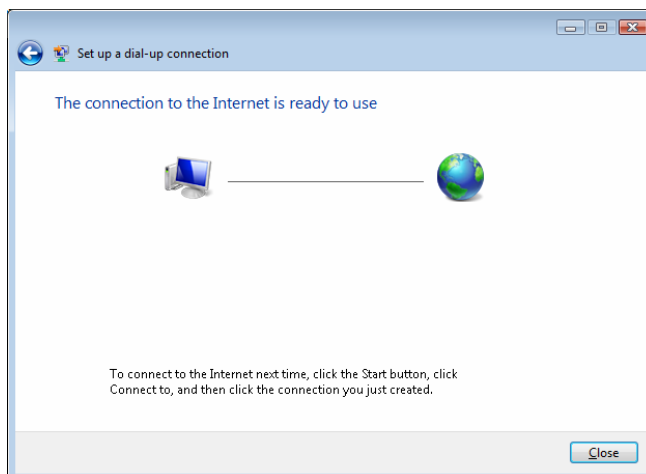 Set up a dial-up connection
The connection to the Internet is ready to use
To connect to the Internet next time, click the Start button, click
Connect to, and then click the connection you just created.
Close